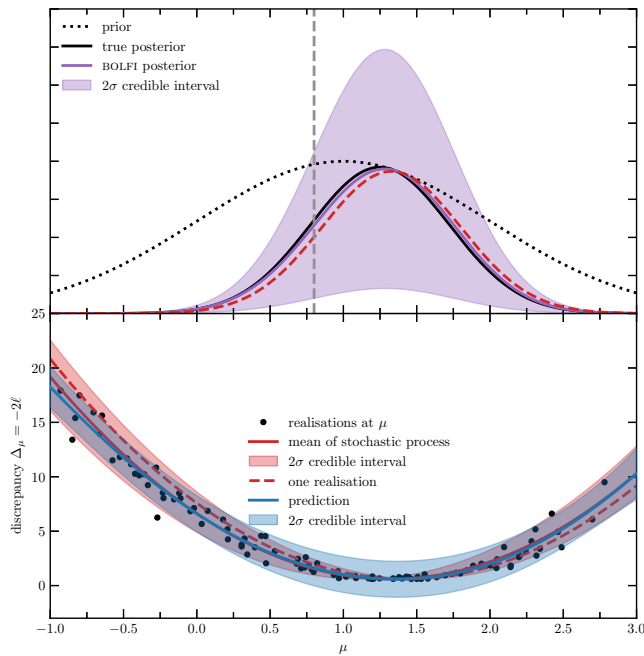 prior
true posterior
BOLFI posterior
2σ credible interval
25
20
15
10
5
0
discrepancy Δμ = −2ℓ
realisations at μ
mean of stochastic process
2σ credible interval
one realisation
prediction
2σ credible interval
−1.0 −0.5 0.0 0.5 1.0 1.5 2.0 2.5 3.0
μ